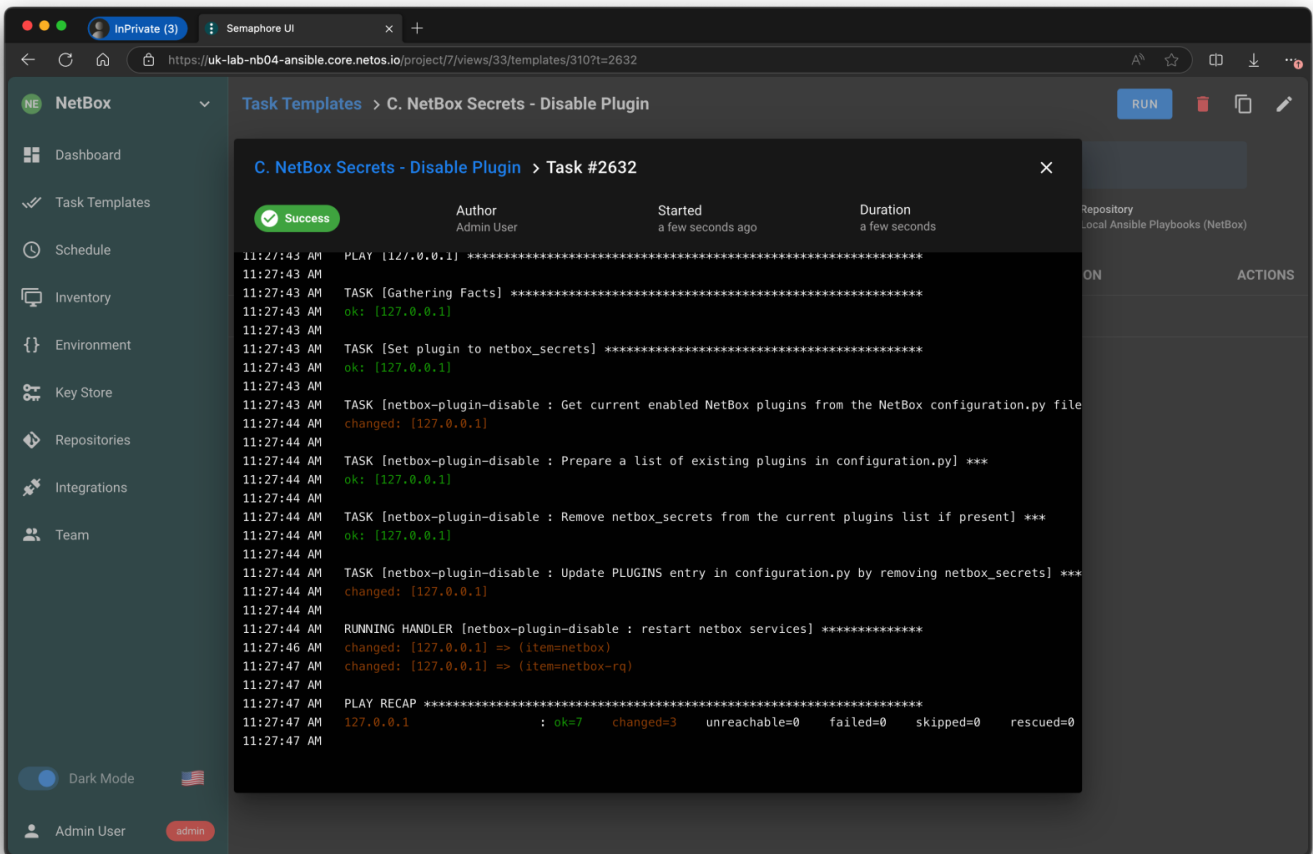 InPrivate (3)
Semaphore UI
https://uk-lab-nb04-ansible.core.netos.io/project/7/views/33/templates/310?t=2632
NE
NetBox
Task Templates > C. NetBox Secrets - Disable Plugin
RUN
Dashboard
Task Templates
Schedule
Inventory
Environment
Key Store
Repositories
Integrations
Team
Dark Mode
Admin User
admin
Repository
Local Ansible Playbooks (NetBox)
ON
ACTIONS
C. NetBox Secrets - Disable Plugin > Task #2632
Success
Author
Admin User
Started
a few seconds ago
Duration
a few seconds
11:27:43 AM PLAY [127.0.0.1] ***************************************************************
11:27:43 AM
11:27:43 AM TASK [Gathering Facts] *********************************************************
11:27:43 AM ok: [127.0.0.1]
11:27:43 AM
11:27:43 AM TASK [Set plugin to netbox_secrets] ********************************************
11:27:43 AM ok: [127.0.0.1]
11:27:43 AM
11:27:43 AM TASK [netbox-plugin-disable : Get current enabled NetBox plugins from the NetBox configuration.py file
11:27:44 AM changed: [127.0.0.1]
11:27:44 AM
11:27:44 AM TASK [netbox-plugin-disable : Prepare a list of existing plugins in configuration.py] ***
11:27:44 AM ok: [127.0.0.1]
11:27:44 AM
11:27:44 AM TASK [netbox-plugin-disable : Remove netbox_secrets from the current plugins list if present] ***
11:27:44 AM ok: [127.0.0.1]
11:27:44 AM
11:27:44 AM TASK [netbox-plugin-disable : Update PLUGINS entry in configuration.py by removing netbox_secrets] ***
11:27:44 AM changed: [127.0.0.1]
11:27:44 AM
11:27:44 AM RUNNING HANDLER [netbox-plugin-disable : restart netbox services] **************
11:27:46 AM changed: [127.0.0.1] => (item=netbox)
11:27:47 AM changed: [127.0.0.1] => (item=netbox-rq)
11:27:47 AM
11:27:47 AM PLAY RECAP *********************************************************************
11:27:47 AM 127.0.0.1 : ok=7 changed=3 unreachable=0 failed=0 skipped=0 rescued=0
11:27:47 AM